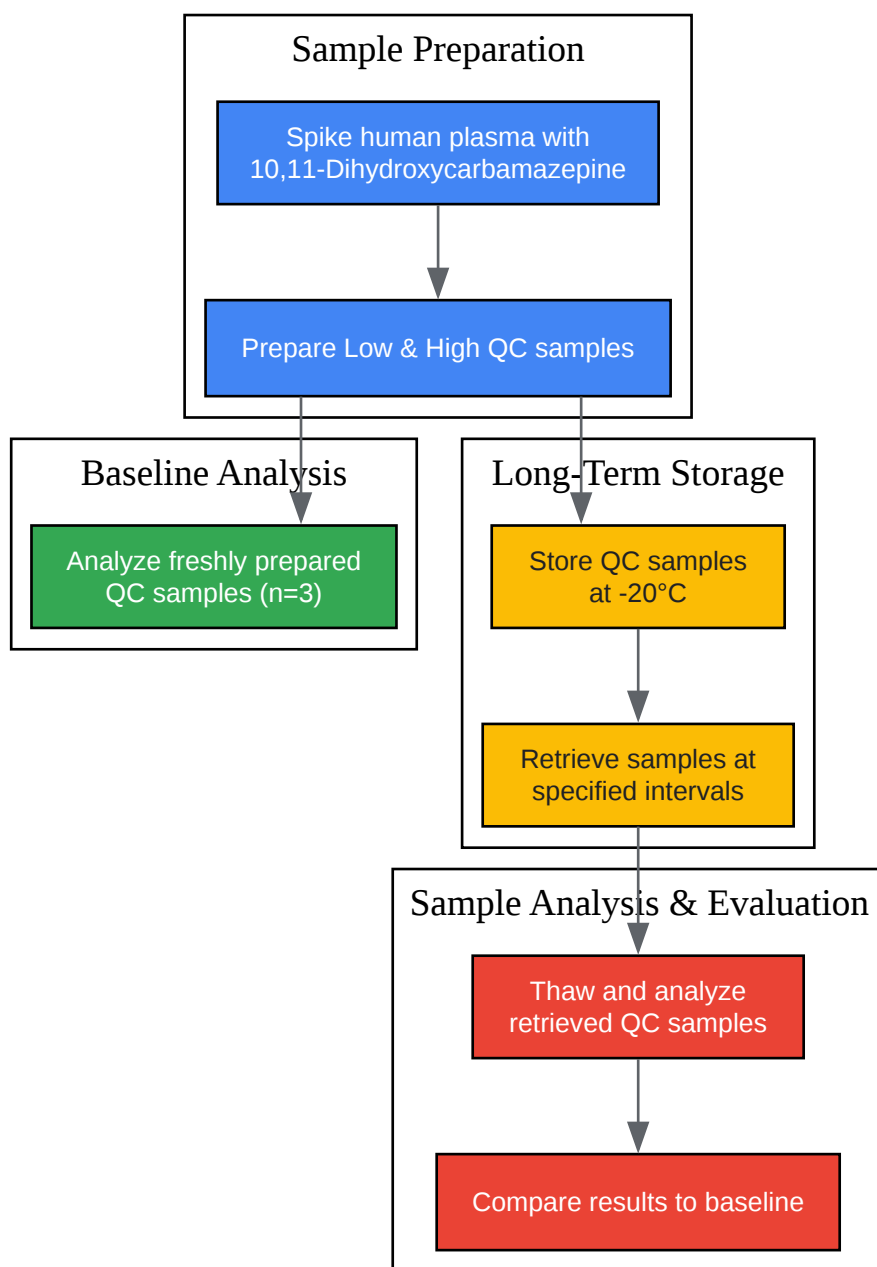 Sample Preparation
Spike human plasma with
10,11-Dihydroxycarbamazepine
Prepare Low & High QC samples
Baseline Analysis
Analyze freshly prepared
QC samples (n=3)
Long-Term Storage
Store QC samples
at -20°C
Retrieve samples at
specified intervals
Sample Analysis & Evaluation
Thaw and analyze
retrieved QC samples
Compare results to baseline